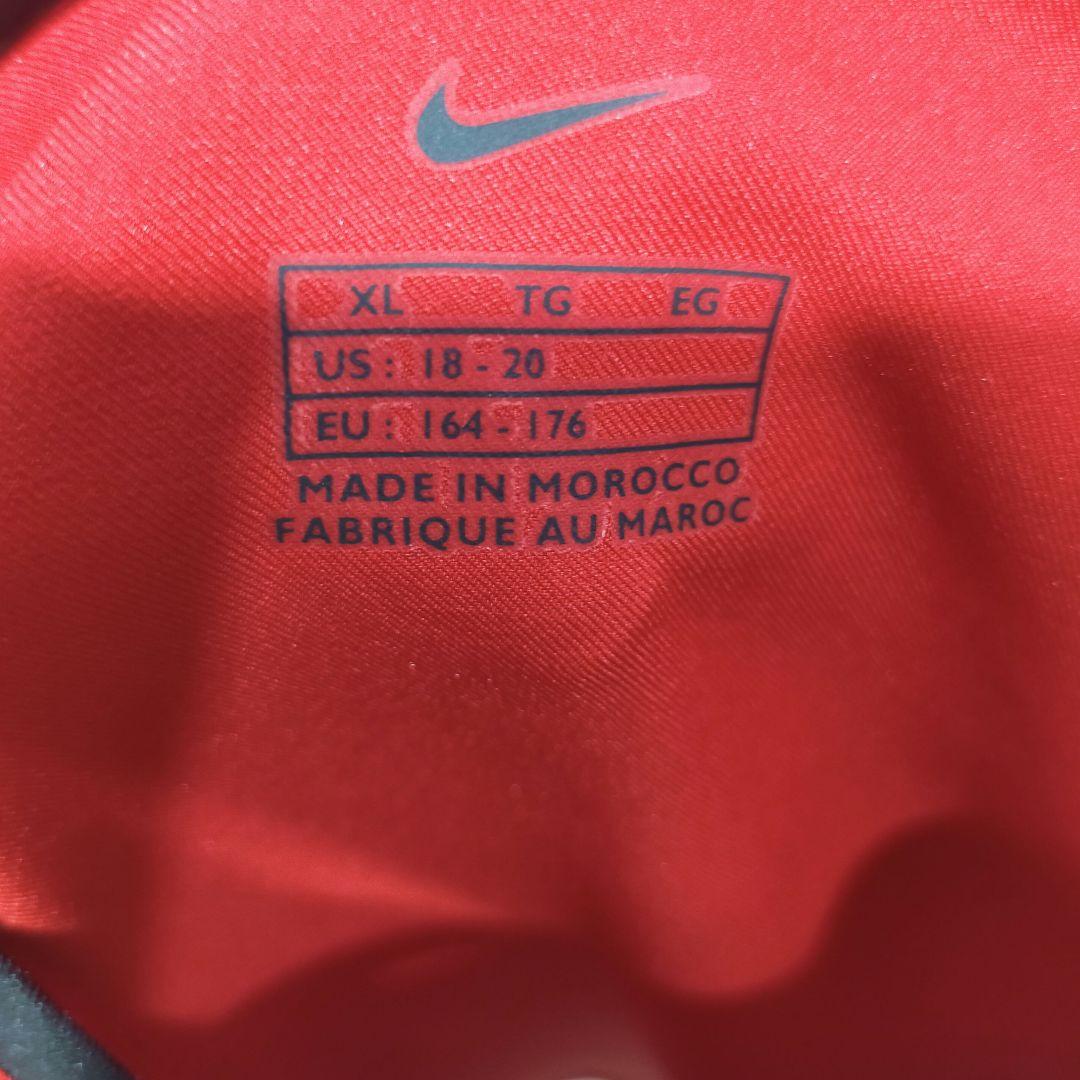 XL TG EG
US: 18 - 20
EU: 164 - 176
MADE IN MOROCCO
FABRIQUE AU MAROC